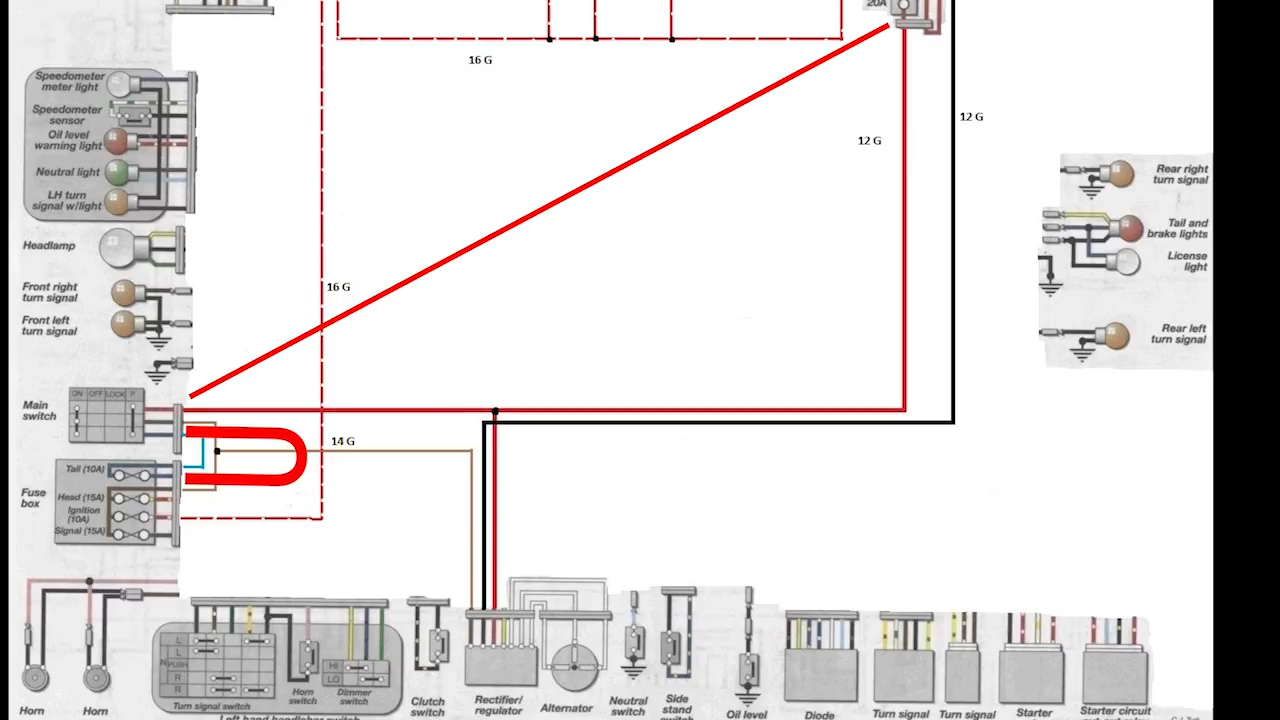 20A
16 G
Speedometer
meter light
Speedometer
sensor
Oil level
warning light
Neutral light
LH turn
signal w/light
12 G
12 G
Rear right
turn signal
Tail and
brake lights
License
light
Headlamp
Front right
turn signal
Front left
turn signal
16 G
Rear left
turn signal
ON OFF LOCK P
Main
switch
14 G
Tail (10A)
Fuse
box
Head (15A)
Ignition
(10A)
Signal (15A)
L
L
N PUSH
R
R
HI
LO
Horn
switch
Dimmer
switch
Turn signal switch
Left hand handlebar switch
Horn
Horn
Clutch
switch
Rectifier/
regulator
Alternator
Neutral
switch
Side
stand
switch
Oil level
Diode
Turn signal
Turn signal
Starter
Starter circuit